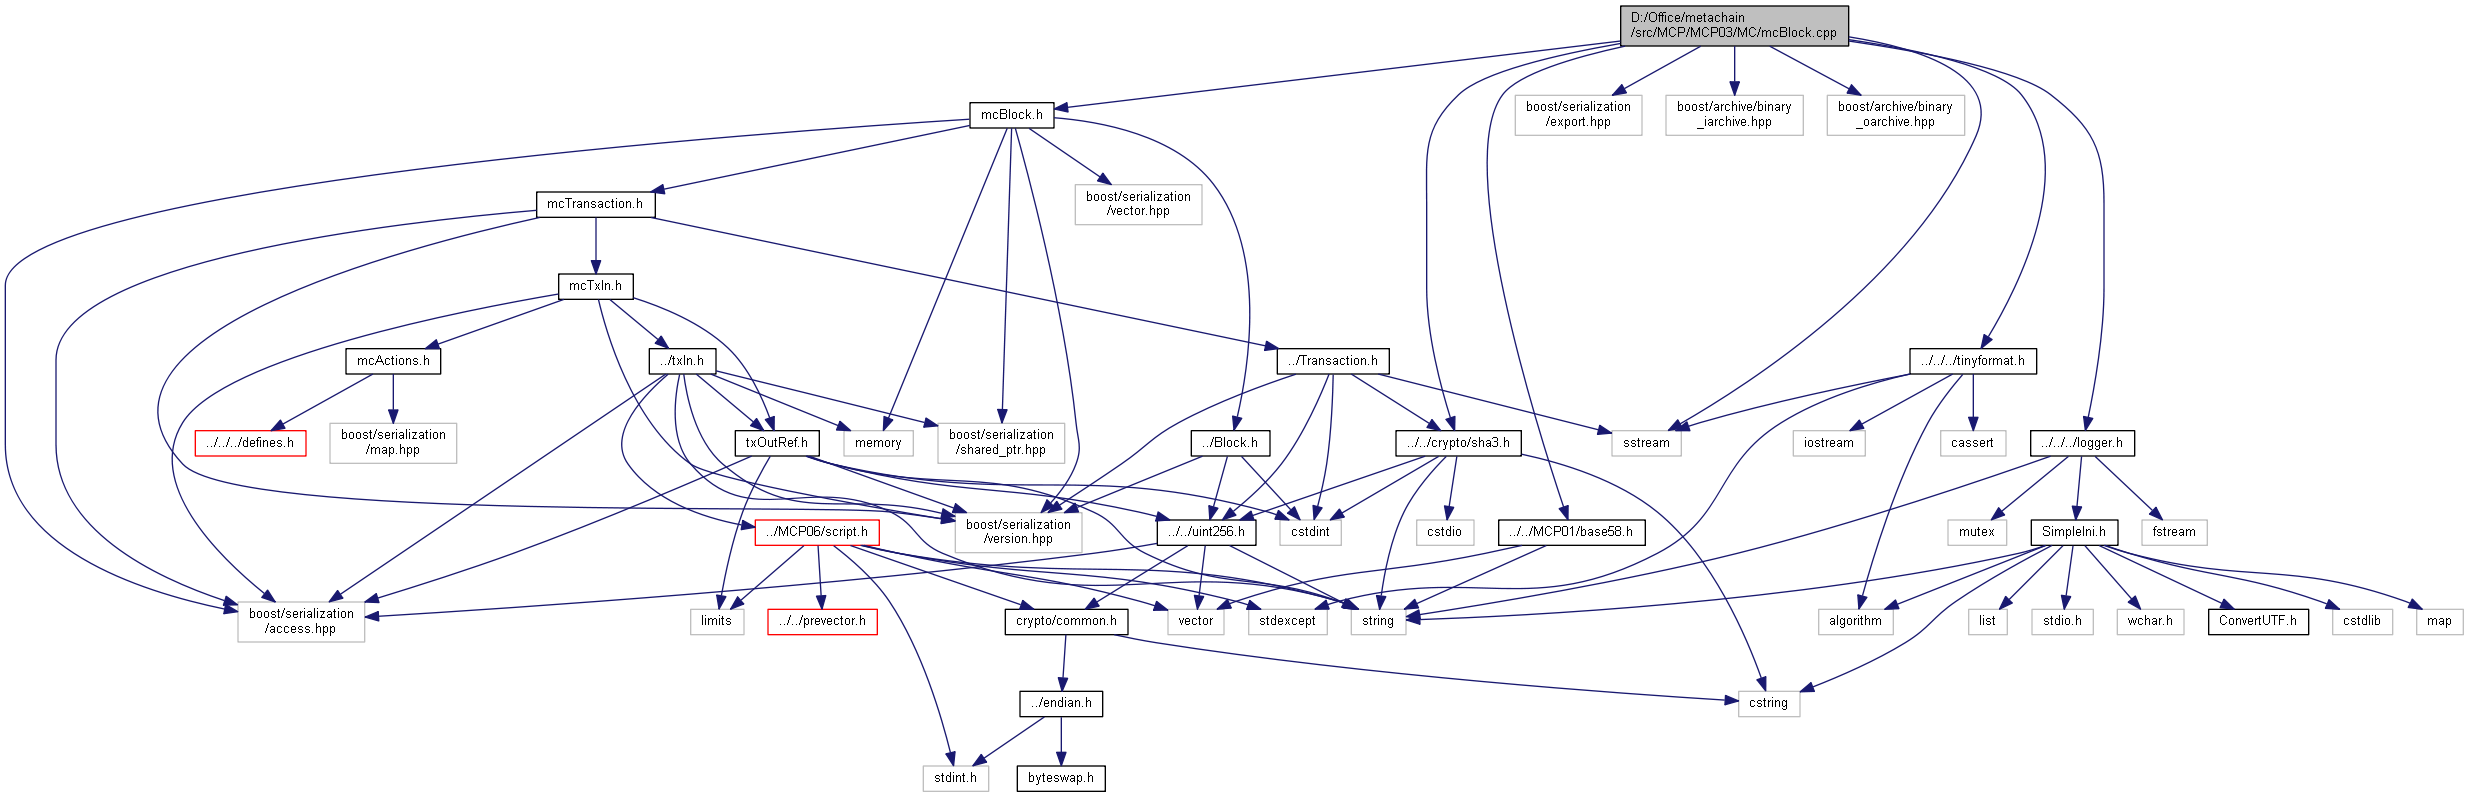 D:/Office/metachain
/src/MCP/MCP03/MC/mcBlock.cpp
mcBlock.h
boost/serialization
/export.hpp
boost/archive/binary
_iarchive.hpp
boost/archive/binary
_oarchive.hpp
mcTransaction.h
boost/serialization
/vector.hpp
mcTxIn.h
mcActions.h
../txIn.h
../Transaction.h
../../../tinyformat.h
../../../defines.h
boost/serialization
/map.hpp
txOutRef.h
memory
boost/serialization
/shared_ptr.hpp
../Block.h
../../crypto/sha3.h
sstream
iostream
cassert
../../../logger.h
../MCP06/script.h
boost/serialization
/version.hpp
../../uint256.h
cstdint
cstdio
../../MCP01/base58.h
mutex
SimpleIni.h
fstream
boost/serialization
/access.hpp
limits
../../prevector.h
crypto/common.h
vector
stdexcept
string
algorithm
list
stdio.h
wchar.h
ConvertUTF.h
cstdlib
map
../endian.h
cstring
stdint.h
byteswap.h